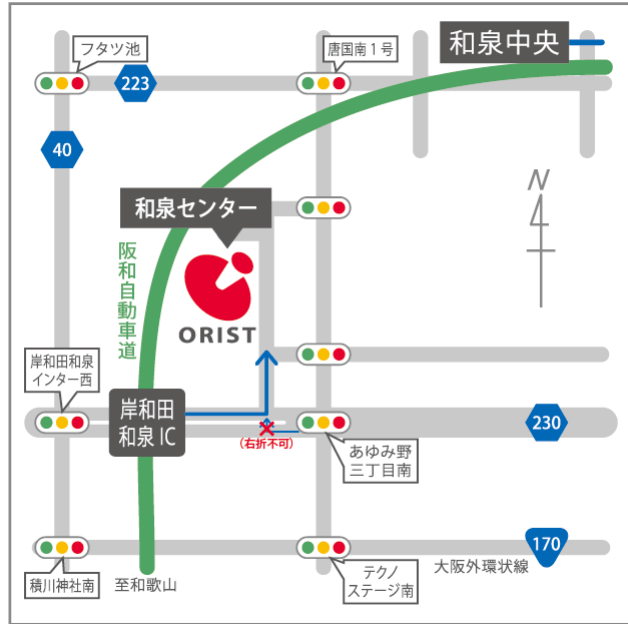 フタツ池
唐国南1号
和泉中央
223
40
N
和泉センター
阪和自動車道
ORIST
岸和田和泉
インター西
岸和田
和泉IC
(右折不可)
あゆみ野
三丁目南
230
170
積川神社南
至和歌山
テクノ
ステージ南
大阪外環状線